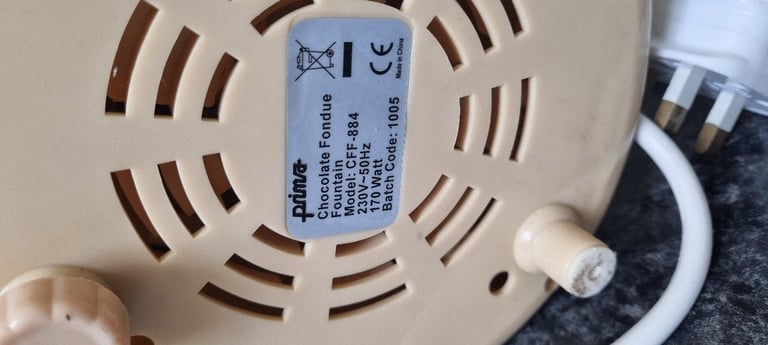 prima
Chocolate Fondue
Fountain
Model: CFF-884
230V~50Hz
170 Watt
Batch Code: 1005
CE
Made in China